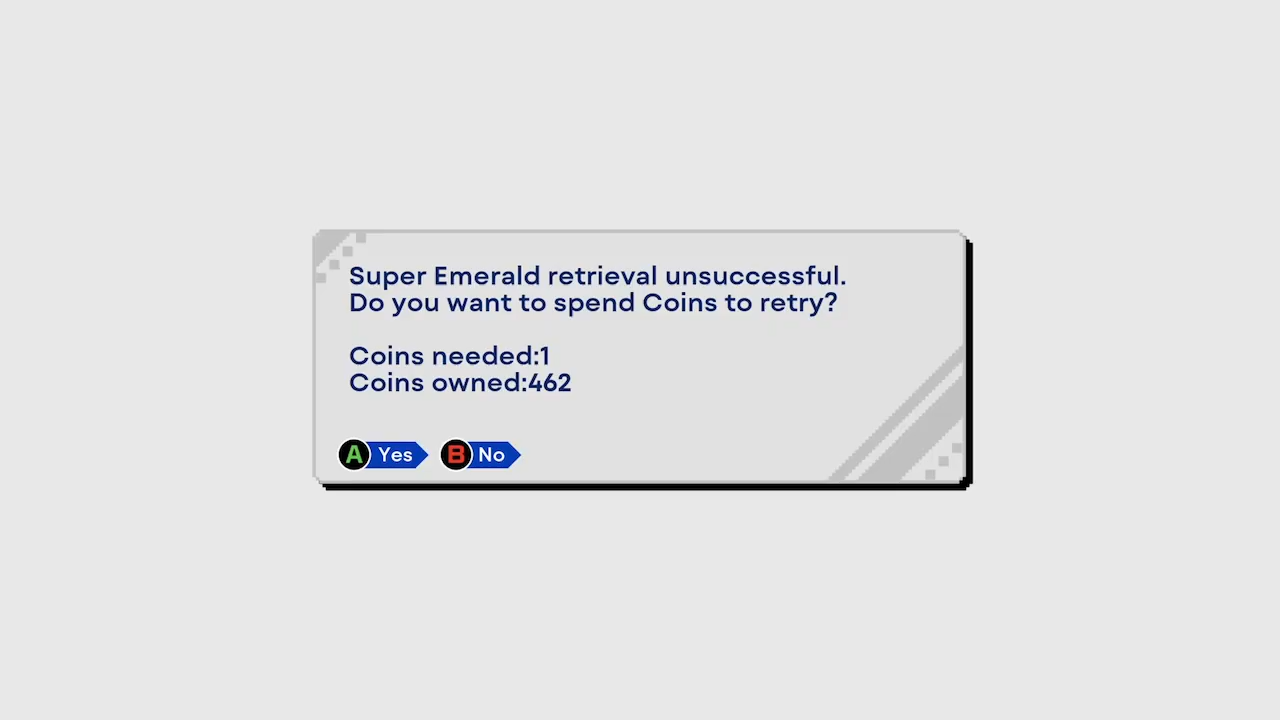 Super Emerald retrieval unsuccessful.
Do you want to spend Coins to retry?
Coins needed:1
Coins owned:462
A Yes B No